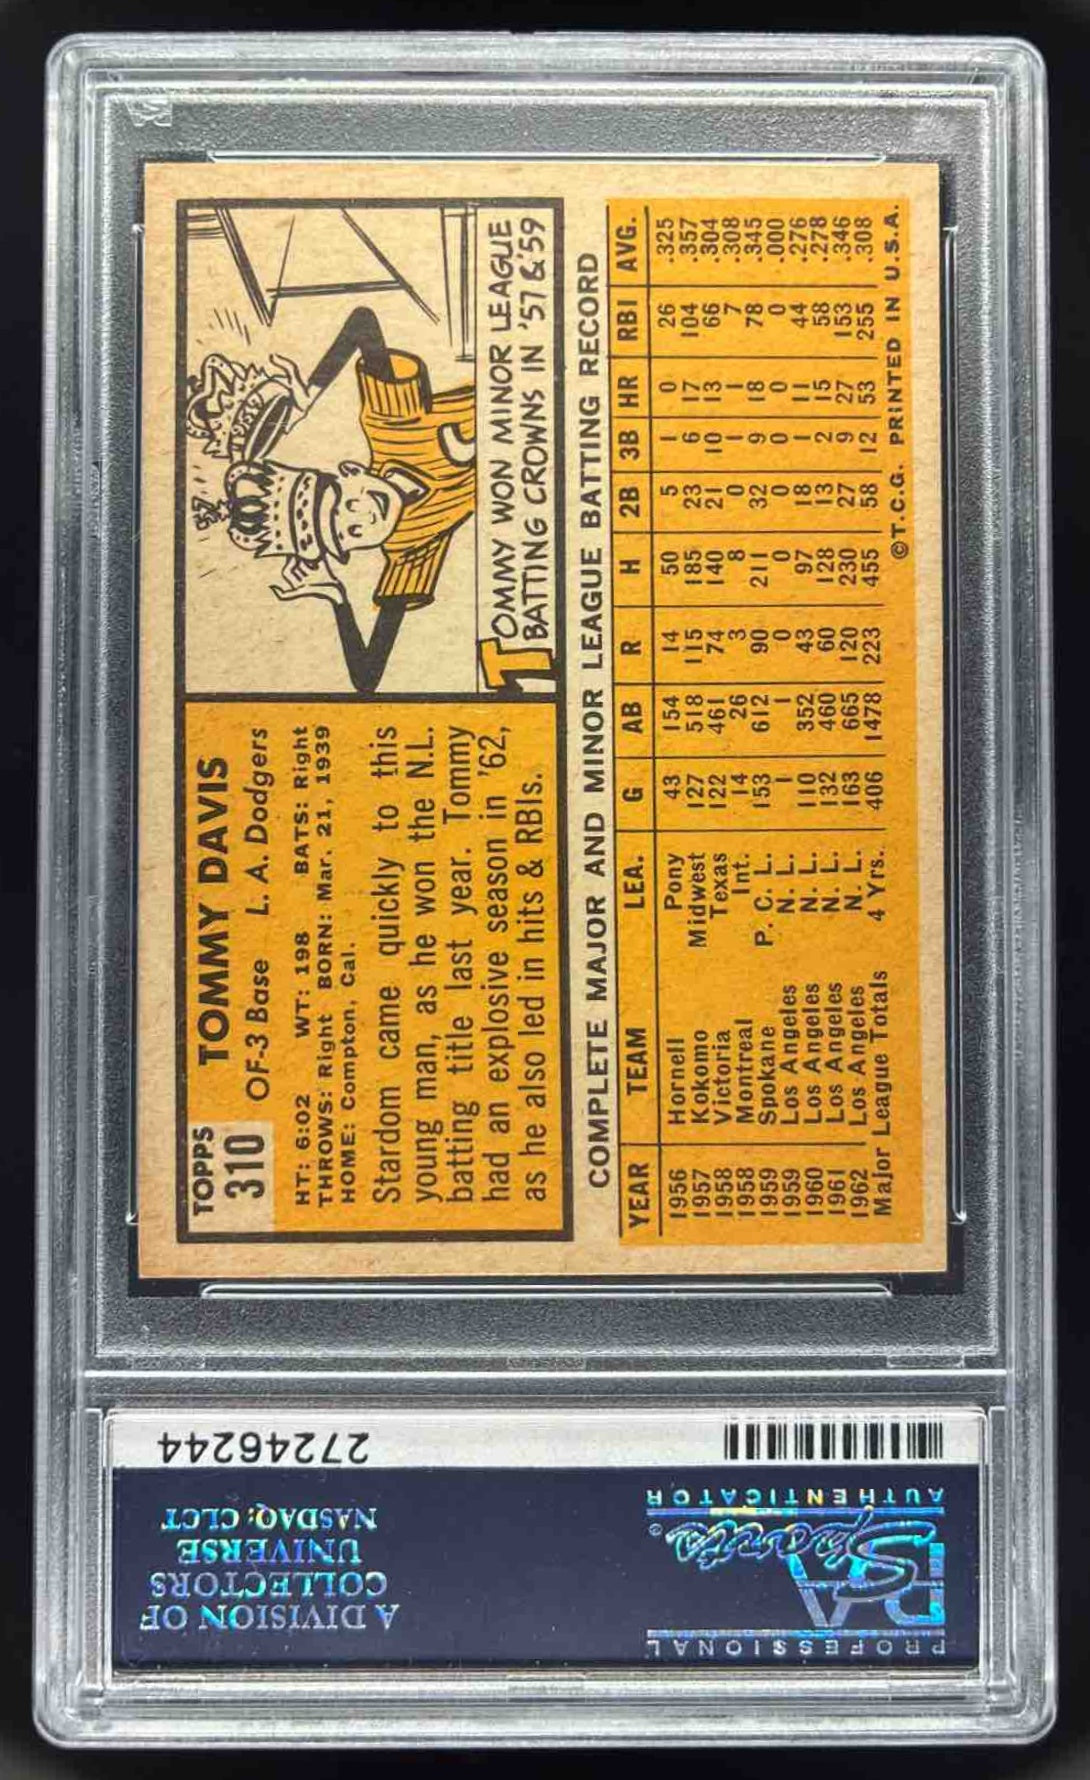 TOPPS
310
TOMMY DAVIS
OF-3 Base L. A. Dodgers
HT: 6:02 WT: 198 BATS: Right
THROWS: Right BORN: Mar. 21, 1939
HOME: Compton, Cal.
Stardom came quickly to this
young man, as he won the N.L.
batting title last year. Tommy
had an explosive season in '62,
as he also led in hits & RBIs.
'57
1959
TOMMY WON MINOR LEAGUE
BATTING CROWNS IN '57 & '59
COMPLETE MAJOR AND MINOR LEAGUE BATTING RECORD
YEAR TEAM LEA. G AB R H 2B 3B HR RBI AVG.
1956 Hornell Pony 43 154 14 50 5 1 0 26 .325
1957 Kokomo Midwest 127 518 115 185 23 6 17 104 .357
1958 Victoria Texas 122 461 74 140 21 10 13 66 .304
1958 Montreal Int. 14 26 3 8 0 1 1 7 .308
1959 Spokane P. C. L. 153 612 90 211 32 9 18 78 .345
1959 Los Angeles N. L. 1 1 0 0 0 0 0 0 .000
1960 Los Angeles N. L. 110 352 43 97 18 1 11 44 .276
1961 Los Angeles N. L. 132 460 60 128 13 2 15 58 .278
1962 Los Angeles N. L. 163 665 120 230 27 9 27 153 .346
Major League Totals 4 Yrs. 406 1478 223 455 58 12 53 255 .308
©T.C.G. PRINTED IN U.S.A.
PROFESSIONAL
PSA
Sports
AUTHENTICATOR
A DIVISION OF
COLLECTORS
UNIVERSE
NASDAQ: CLCT
27246244